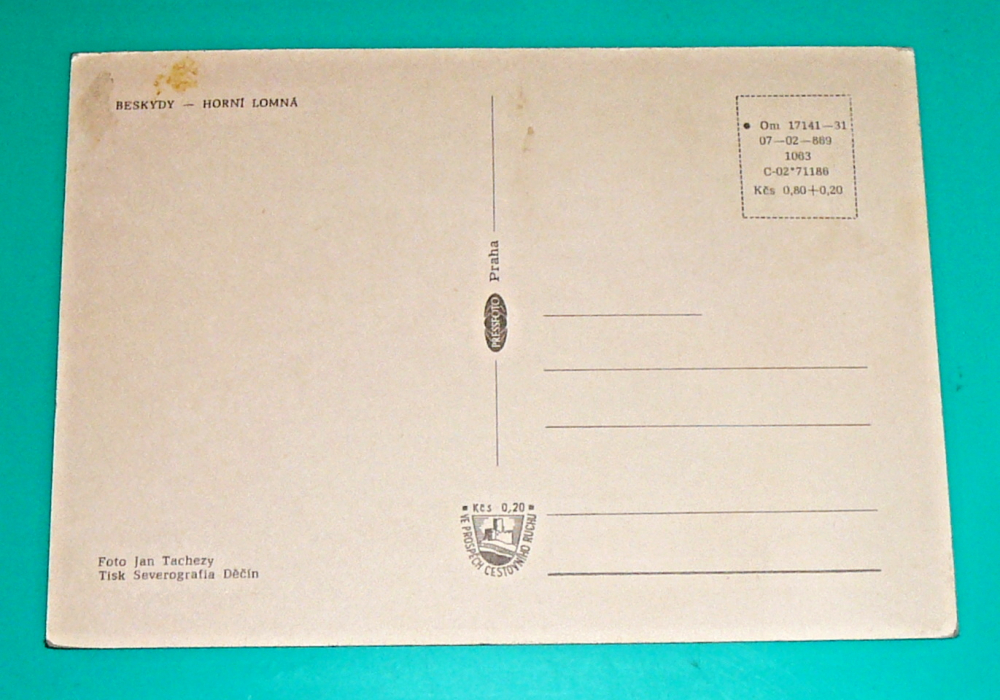 BESKYDY — HORNÍ LOMNÁ
Foto Jan Tachezy
Tisk Severografia Děčín
Praha
PRESSFOTO
Kčs 0,20
VE PROSPĚCH CESTOVNÍHO RUCHU
Om 17141—31
07—02—889
1063
C-02*71186
Kčs 0,80+0,20